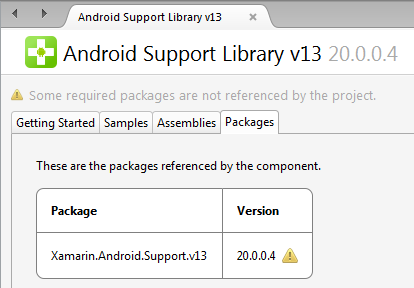 Android Support Library v13
Android Support Library v13 20.0.0.4
Some required packages are not referenced by the project.
Getting Started Samples Assemblies Packages
These are the packages referenced by the component.
Package Version
Xamarin.Android.Support.v13 20.0.0.4